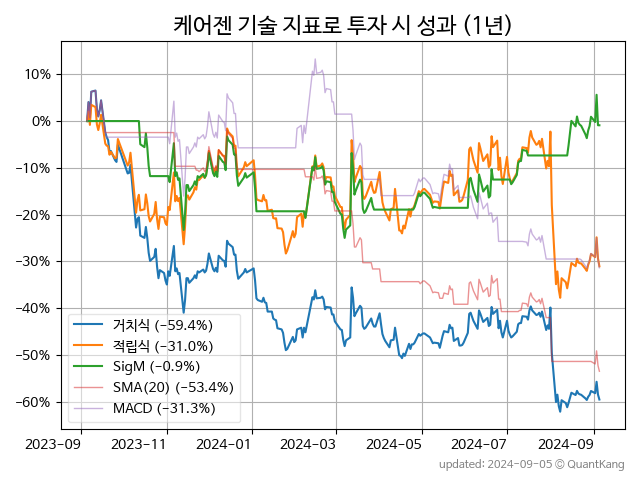 케어젠 기술 지표로 투자 시 성과 (1년)
10%
0%
−10%
−20%
−30%
−40%
−50%
−60%
거치식 (−59.4%)
적립식 (−31.0%)
SigM (−0.9%)
SMA(20) (−53.4%)
MACD (−31.3%)
2023-09
2023-11
2024-01
2024-03
2024-05
2024-07
2024-09
updated: 2024-09-05 © QuantKang